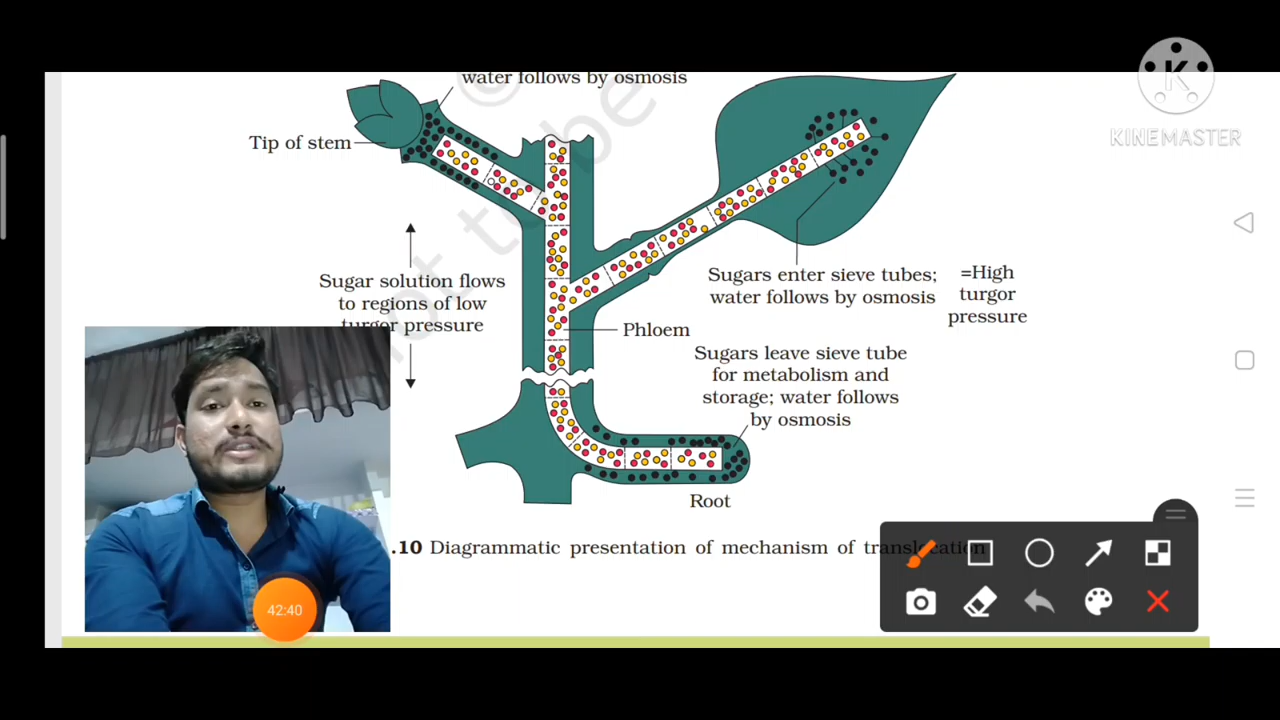 water follows by osmosis
KINEMASTER
Tip of stem
Sugar solution flows
to regions of low
turgor pressure
Sugars enter sieve tubes;
water follows by osmosis
=High
turgor
pressure
Phloem
Sugars leave sieve tube
for metabolism and
storage; water follows
by osmosis
Root
.10 Diagrammatic presentation of mechanism of translocation
42:40